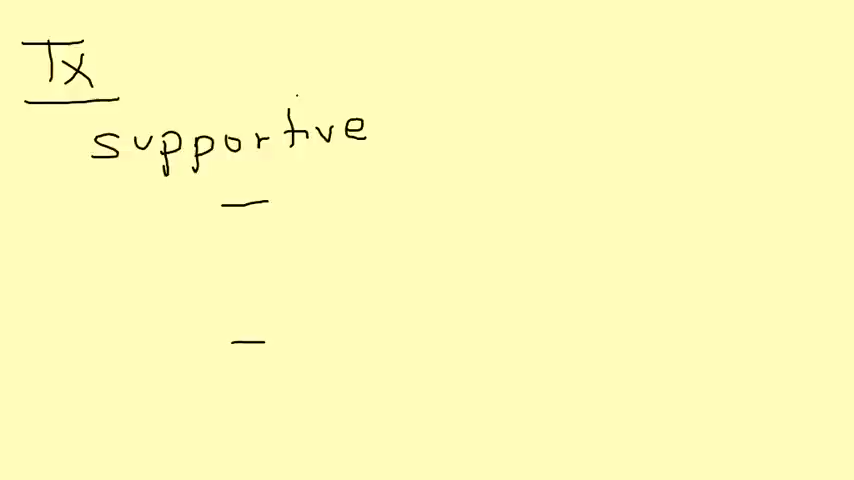 Tx
supportive
–
–